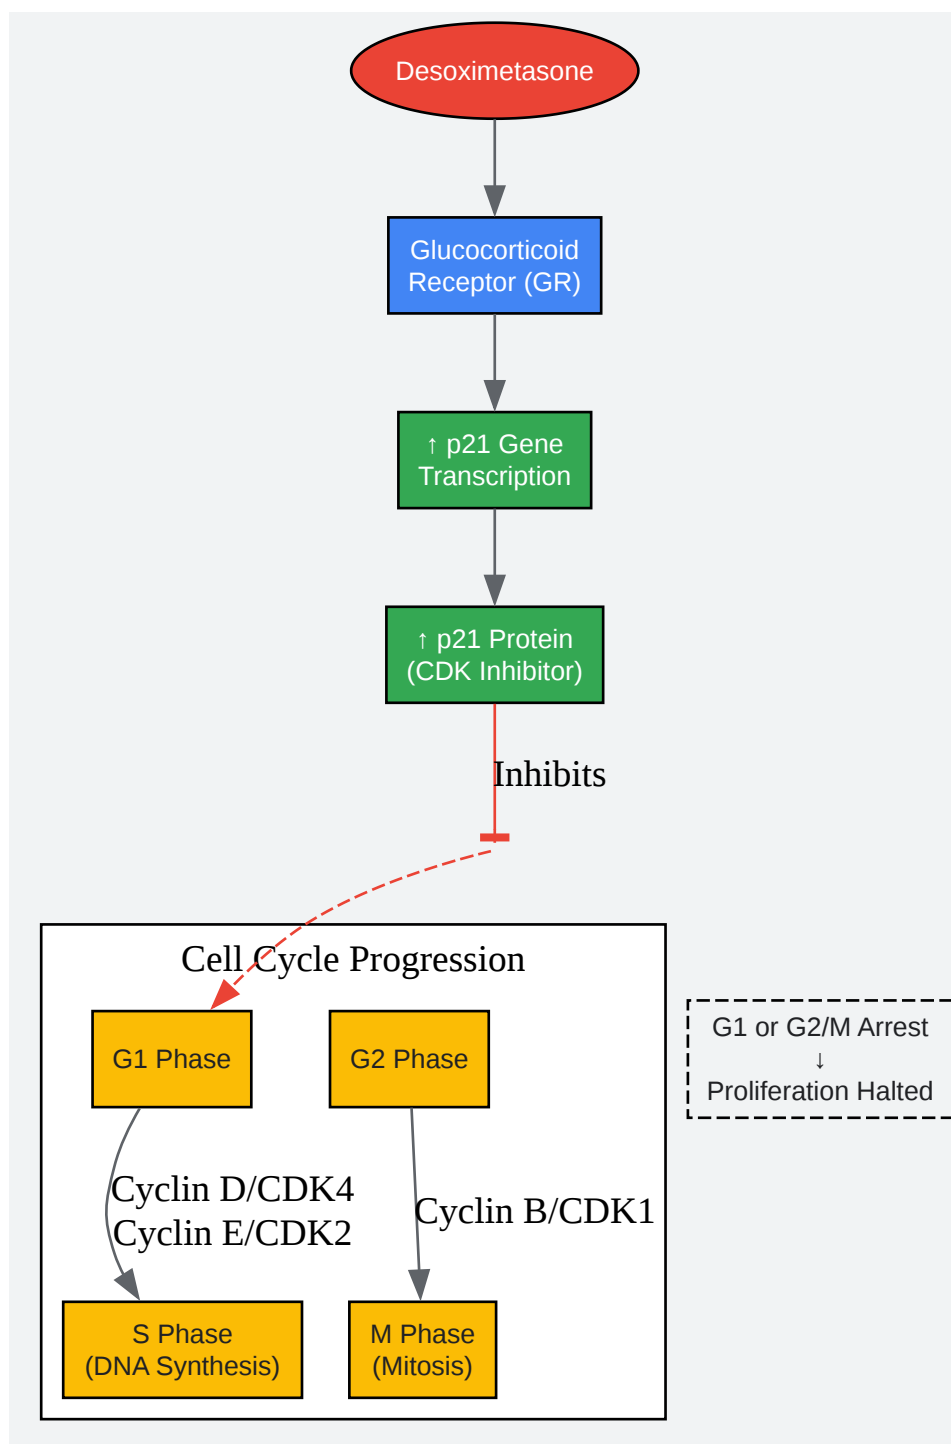 Desoximetasone
Glucocorticoid
Receptor (GR)
↑ p21 Gene
Transcription
↑ p21 Protein
(CDK Inhibitor)
Inhibits
Cell Cycle Progression
G1 Phase
G2 Phase
G1 or G2/M Arrest
↓
Proliferation Halted
Cyclin D/CDK4
Cyclin E/CDK2
Cyclin B/CDK1
S Phase
(DNA Synthesis)
M Phase
(Mitosis)